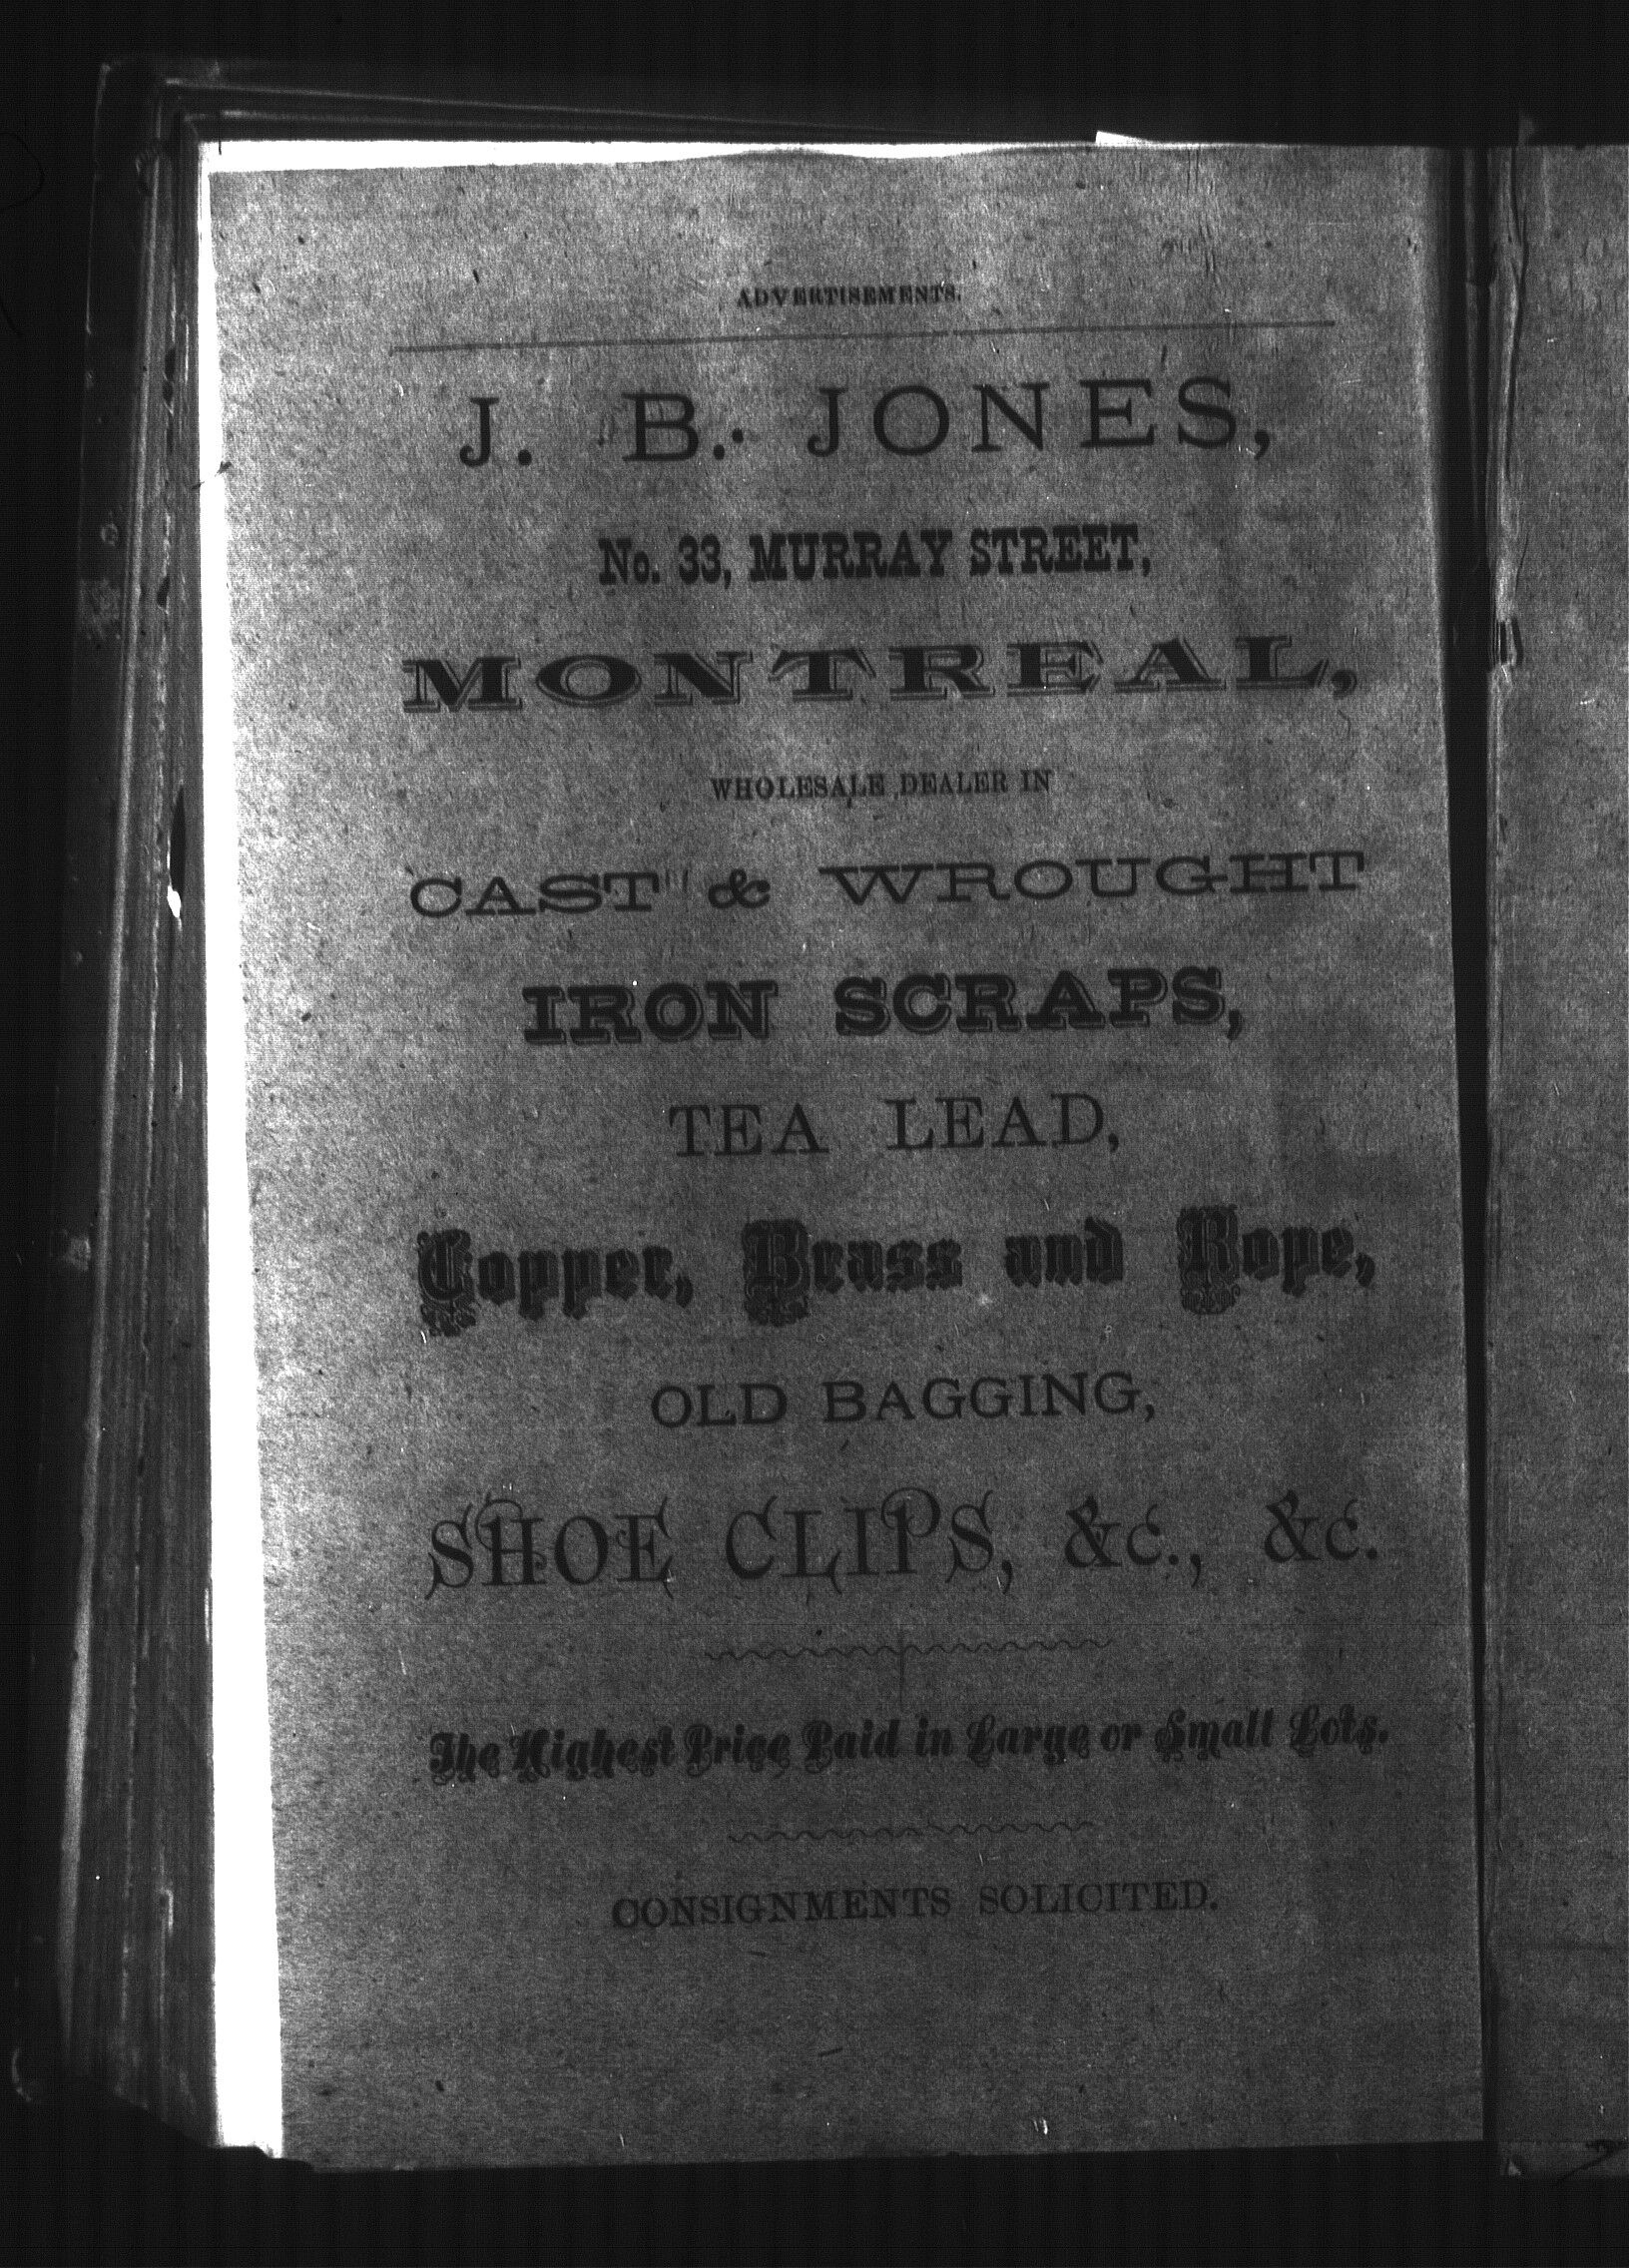 ADVERTISEMENTS.
J. B. JONES,
No. 33, MURRAY STREET,
MONTREAL,
WHOLESALE DEALER IN
CAST & WROUGHT
IRON SCRAPS,
TEA LEAD,
Copper, Brass and Rope,
OLD BAGGING,
SHOE CLIPS, &c., &c.
The Highest Price Paid in Large or Small Lots.
CONSIGNMENTS SOLICITED.